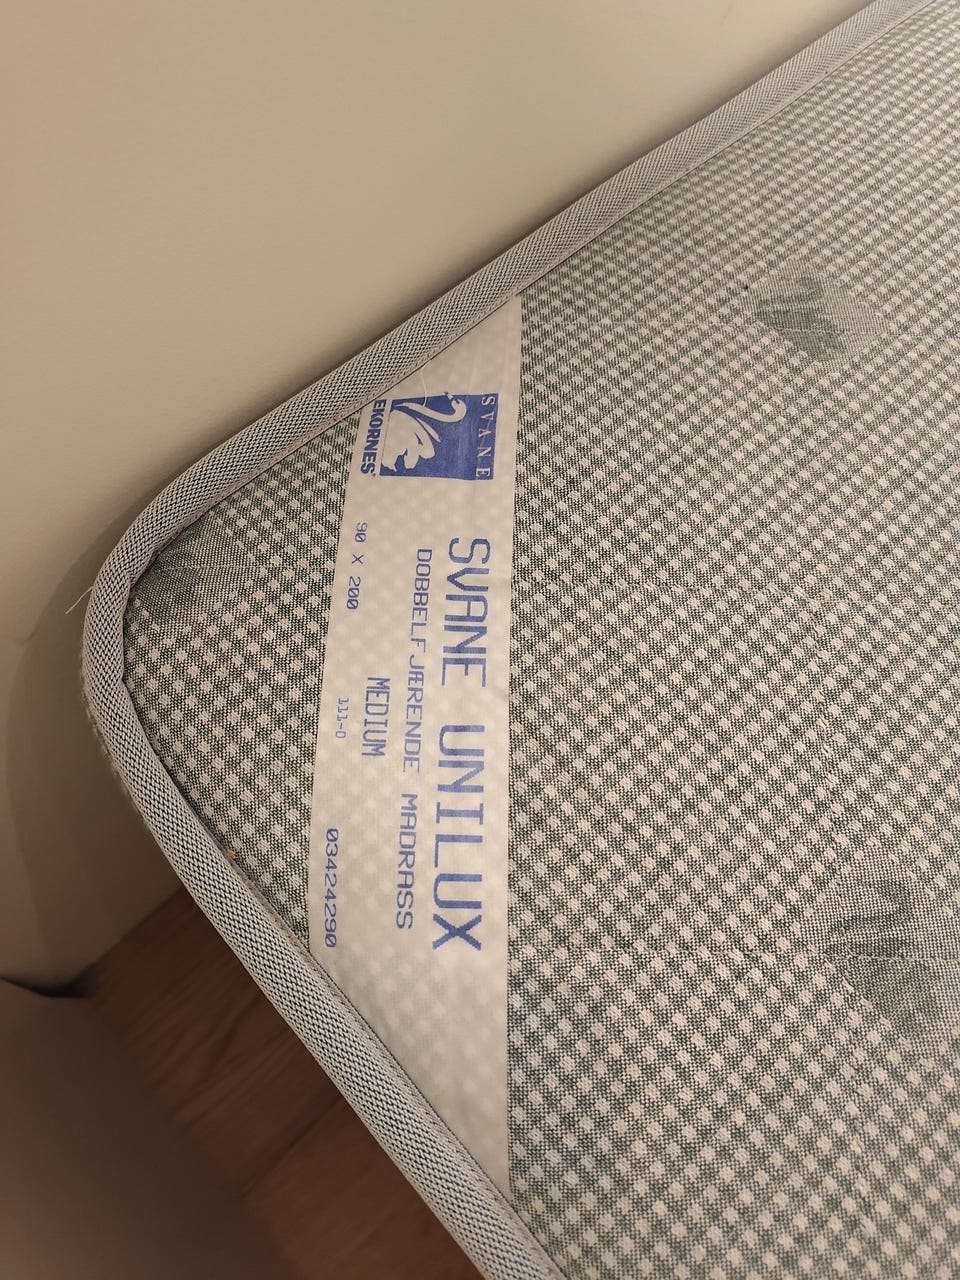 SVANE
EKORNES
SVANE UNILUX
DOBBELFJÆRENDE MADRASS
90 X 200
MEDIUM
111-0
03424290